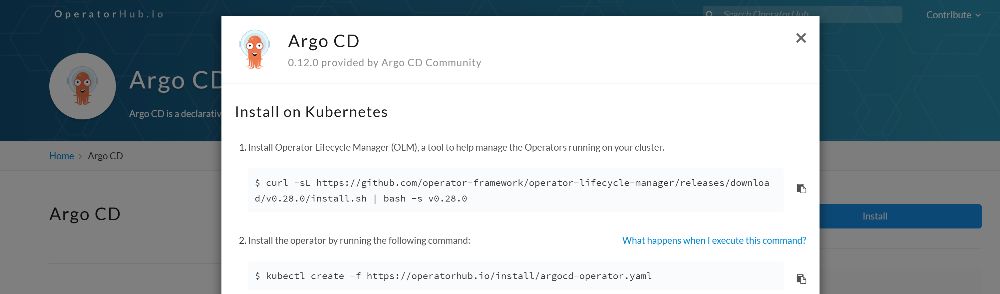 OperatorHub.io
Search OperatorHub
Contribute
Argo CD
Argo CD is a declarativ
Home > Argo CD
Argo CD
Install
Argo CD
0.12.0 provided by Argo CD Community
Install on Kubernetes
1. Install Operator Lifecycle Manager (OLM), a tool to help manage the Operators running on your cluster.
$ curl -sL https://github.com/operator-framework/operator-lifecycle-manager/releases/downloa
d/v0.28.0/install.sh | bash -s v0.28.0
2. Install the operator by running the following command:
What happens when I execute this command?
$ kubectl create -f https://operatorhub.io/install/argocd-operator.yaml